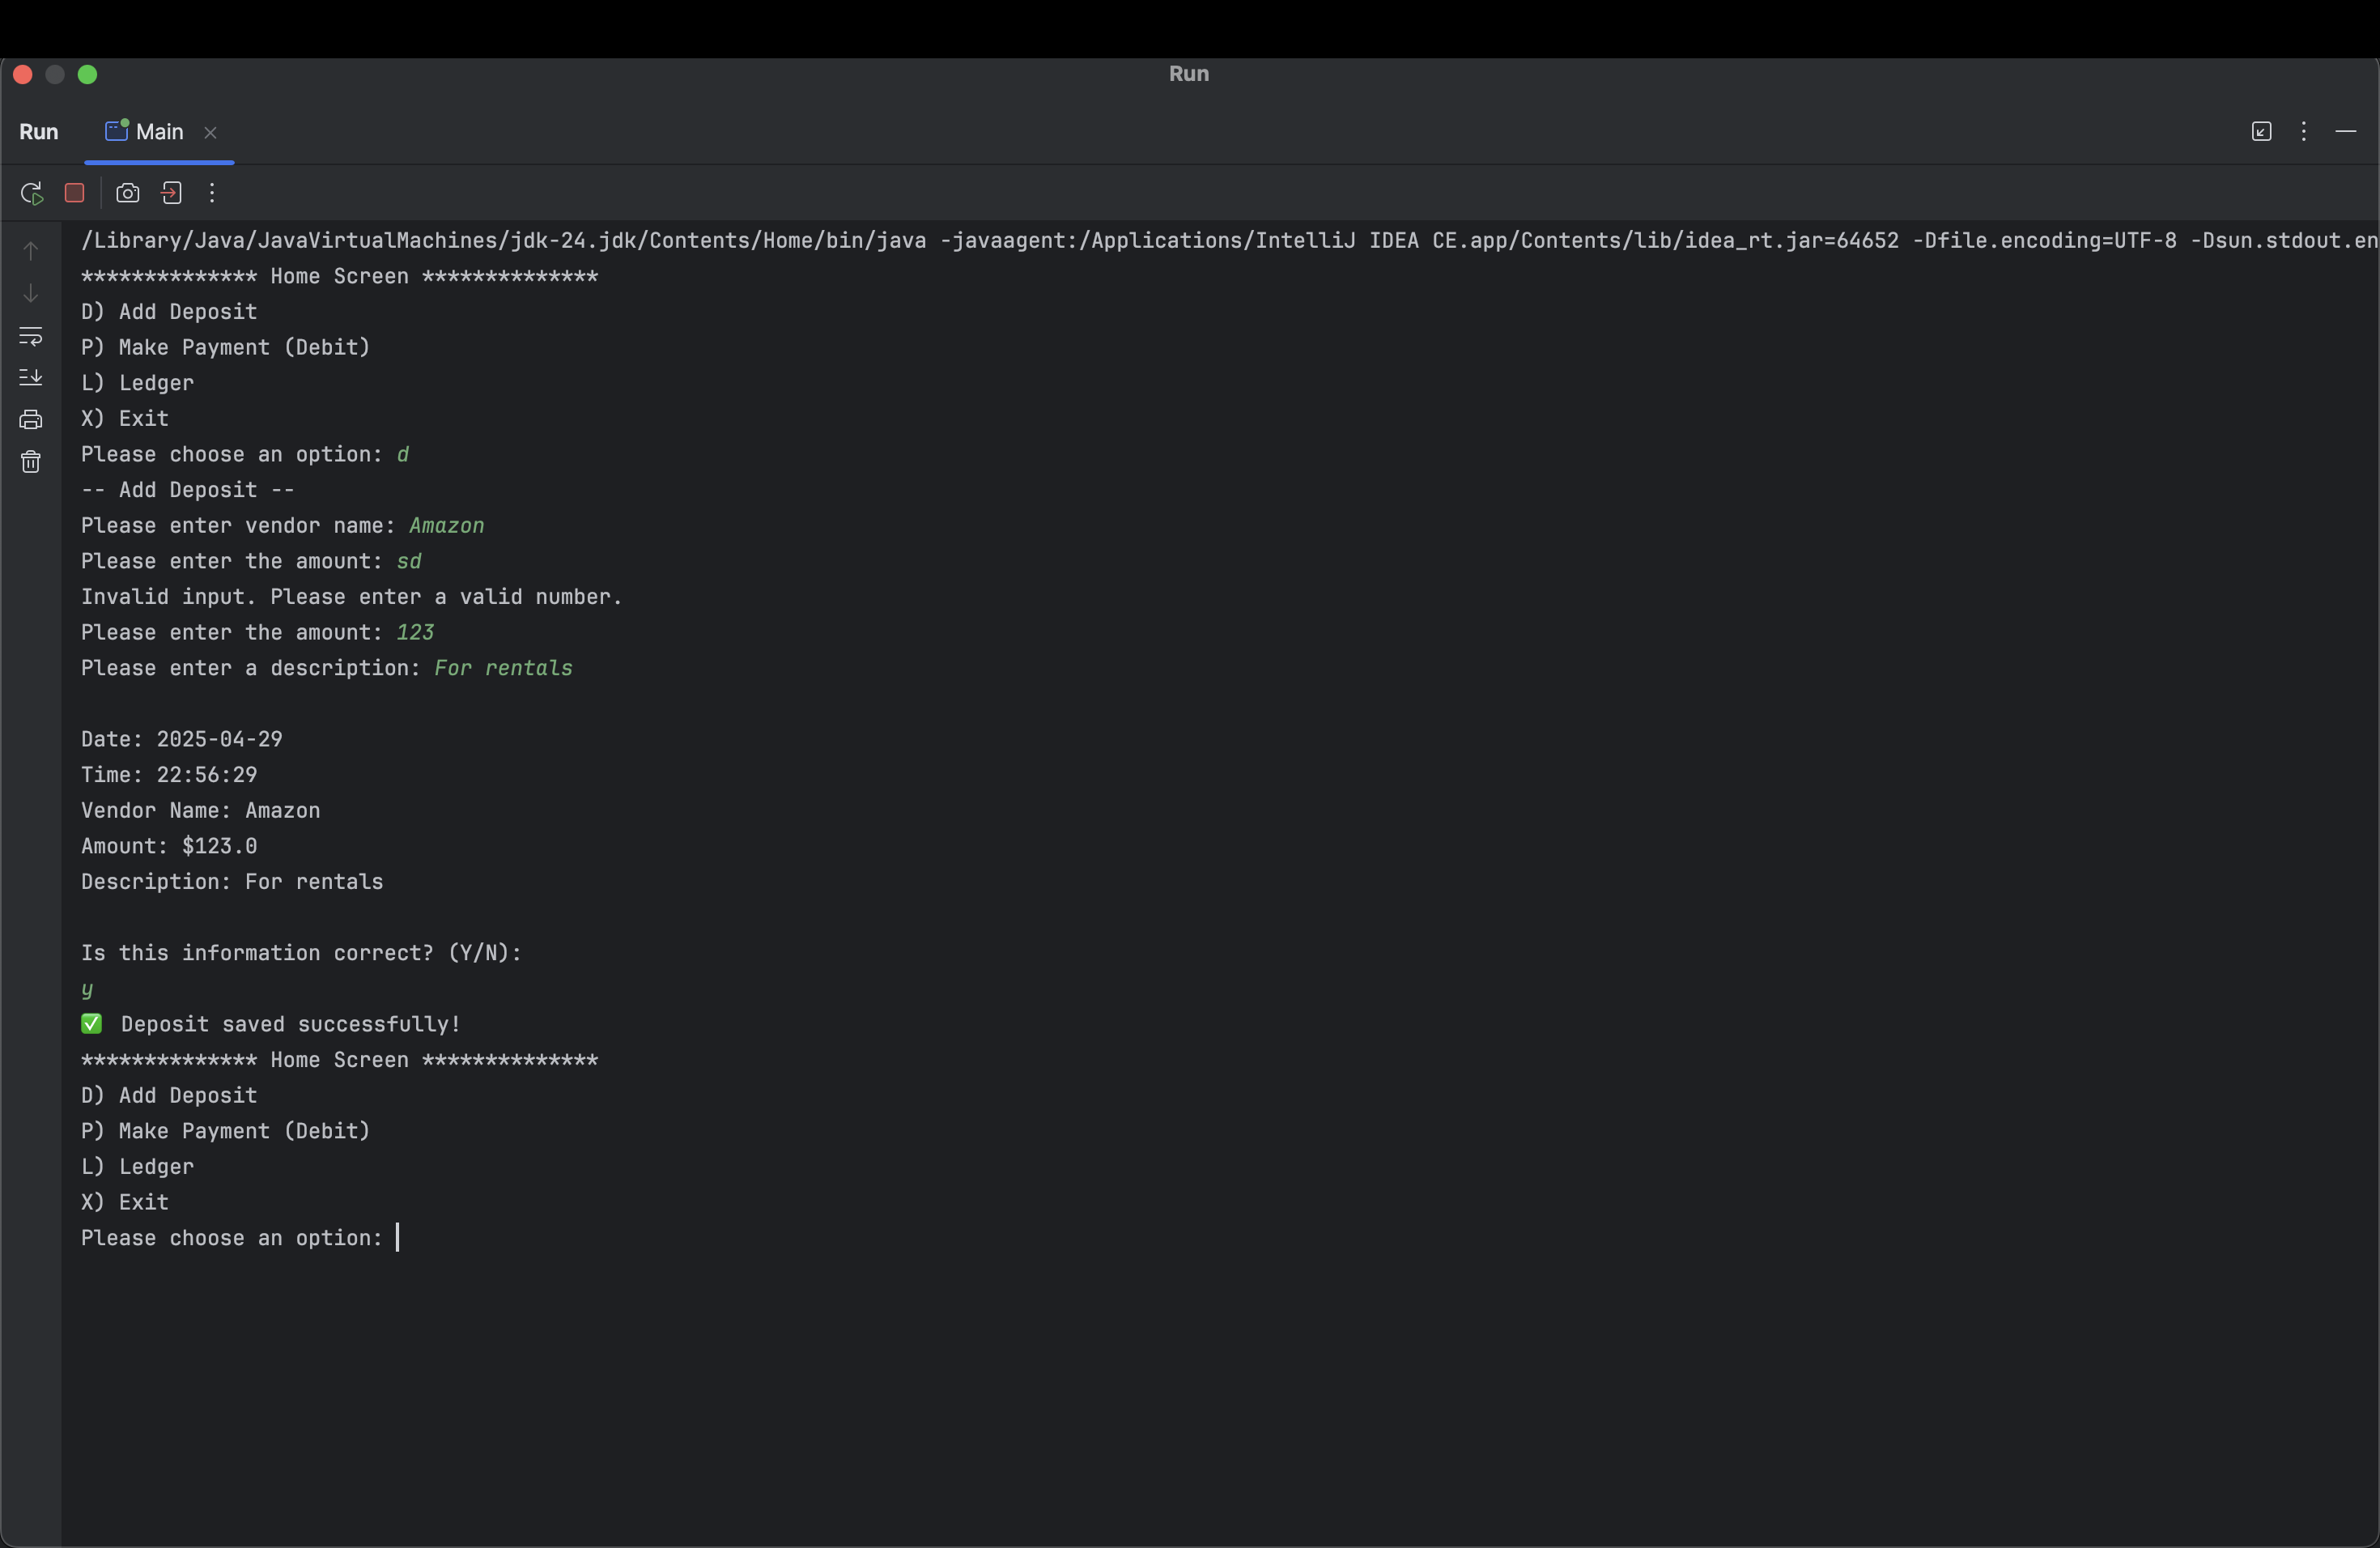 Run
Run Main
/Library/Java/JavaVirtualMachines/jdk-24.jdk/Contents/Home/bin/java -javaagent:/Applications/IntelliJ IDEA CE.app/Contents/lib/idea_rt.jar=64652 -Dfile.encoding=UTF-8 -Dsun.stdout.en
************** Home Screen **************
D) Add Deposit
P) Make Payment (Debit)
L) Ledger
X) Exit
Please choose an option: d
-- Add Deposit --
Please enter vendor name: Amazon
Please enter the amount: sd
Invalid input. Please enter a valid number.
Please enter the amount: 123
Please enter a description: For rentals
Date: 2025-04-29
Time: 22:56:29
Vendor Name: Amazon
Amount: $123.0
Description: For rentals
Is this information correct? (Y/N):
y
✅ Deposit saved successfully!
************** Home Screen **************
D) Add Deposit
P) Make Payment (Debit)
L) Ledger
X) Exit
Please choose an option: